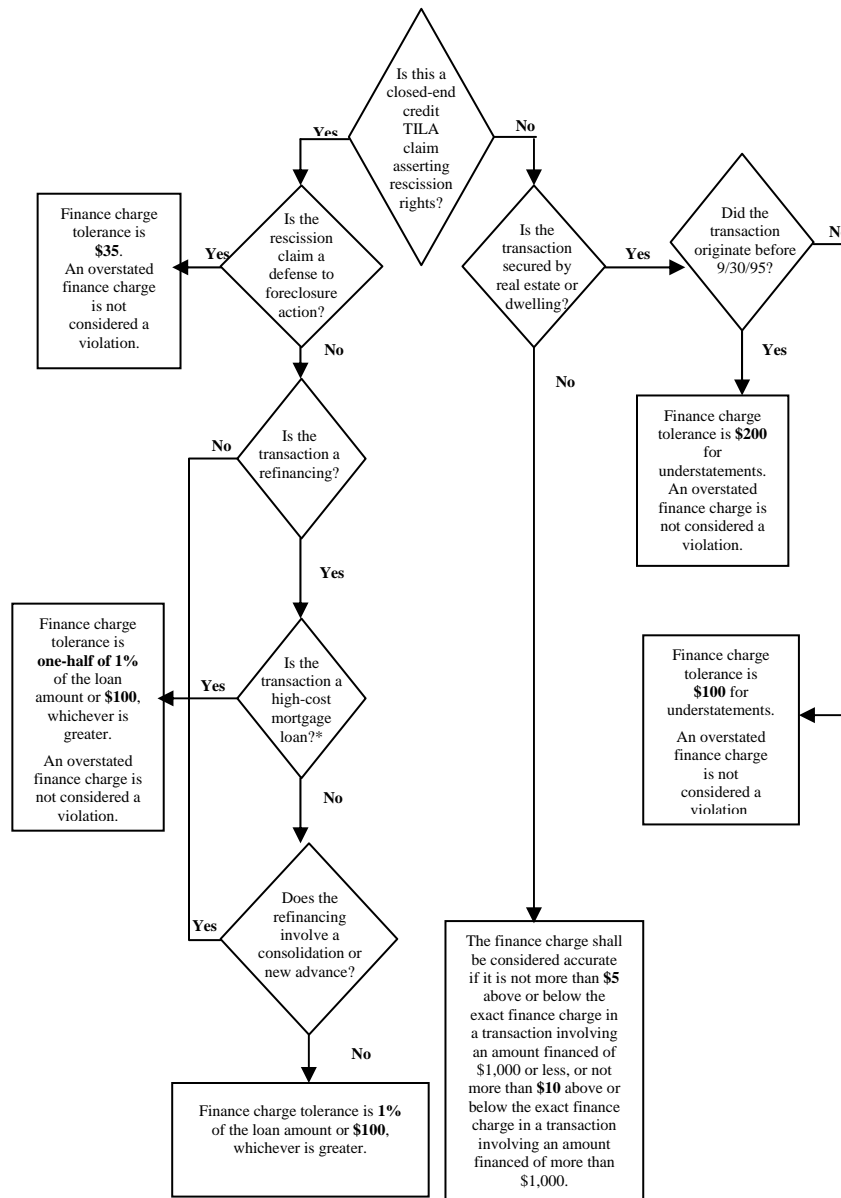 Is this a
closed-end
credit
TILA
claim
asserting
rescission
rights?
Yes
No
Finance charge
tolerance is
$35.
An overstated
finance charge
is not
considered a
violation.
Yes
Is the
rescission
claim a
defense to
foreclosure
action?
Is the
transaction
secured by
real estate or
dwelling?
Yes
Did the
transaction
originate before
9/30/95?
No
No
No
Yes
Is the
transaction a
refinancing?
No
Finance charge
tolerance is $200
for
understatements.
An overstated
finance charge is
not considered a
violation.
Yes
Finance charge
tolerance is
one-half of 1%
of the loan
amount or $100,
whichever is
greater.
An overstated
finance charge is
not considered a
violation.
Yes
Is the
transaction a
high-cost
mortgage
loan?*
Finance charge
tolerance is
$100 for
understatements.
An overstated
finance charge
is not
considered a
violation
No
Does the
refinancing
involve a
consolidation or
new advance?
Yes
No
The finance charge shall
be considered accurate
if it is not more than $5
above or below the
exact finance charge in
a transaction involving
an amount financed of
$1,000 or less, or not
more than $10 above or
below the exact finance
charge in a transaction
involving an amount
financed of more than
$1,000.
Finance charge tolerance is 1%
of the loan amount or $100,
whichever is greater.